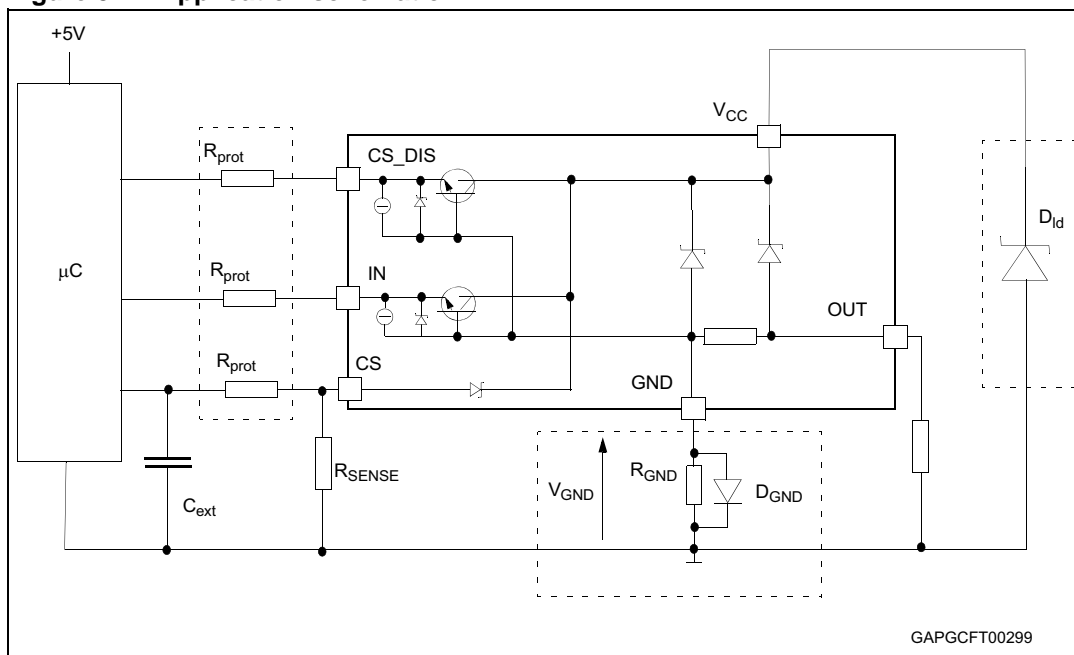 +5V
V_CC
R_prot
CS_DIS
D_ld
μC
R_prot
IN
OUT
R_prot
CS
GND
R_SENSE
V_GND
R_GND
D_GND
C_ext
GAPGCFT00299